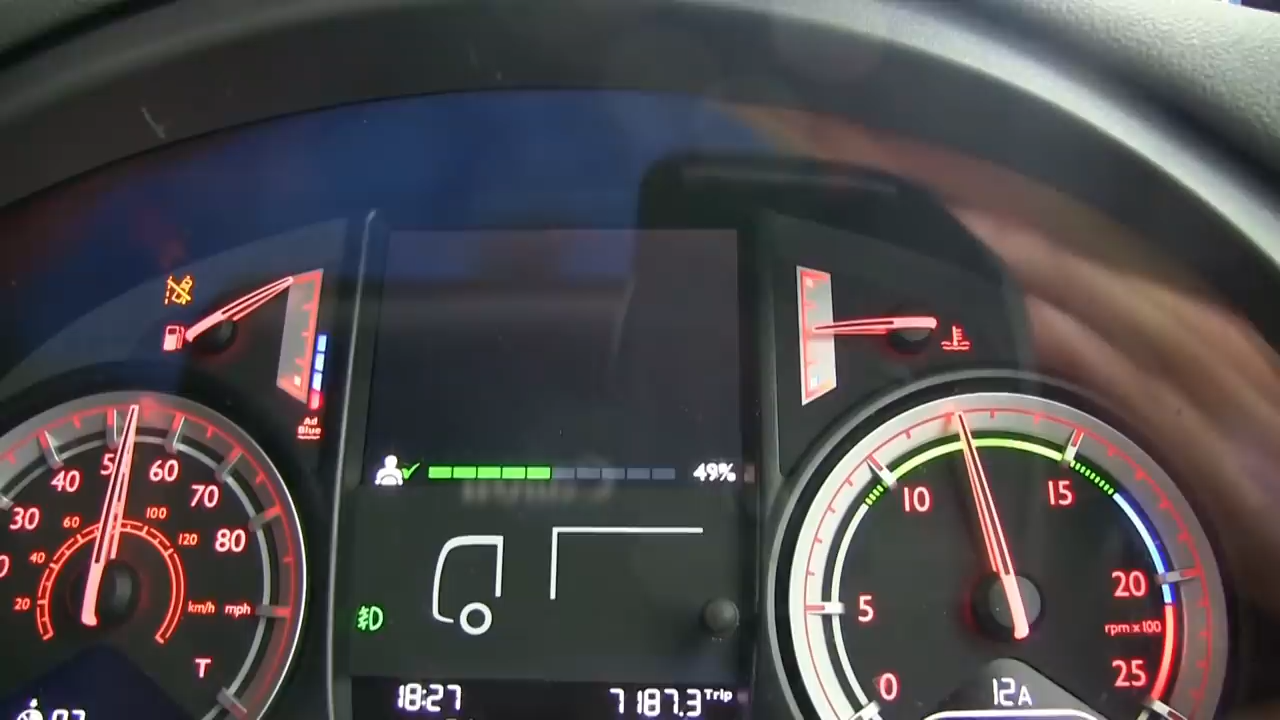 Ad
Blue
49%
30 40 50 60 70 80
20 40 60 100 120
km/h mph
T
0 5 10 15 20 25
rpm x 100
18:27
7187.3 Trip
12A